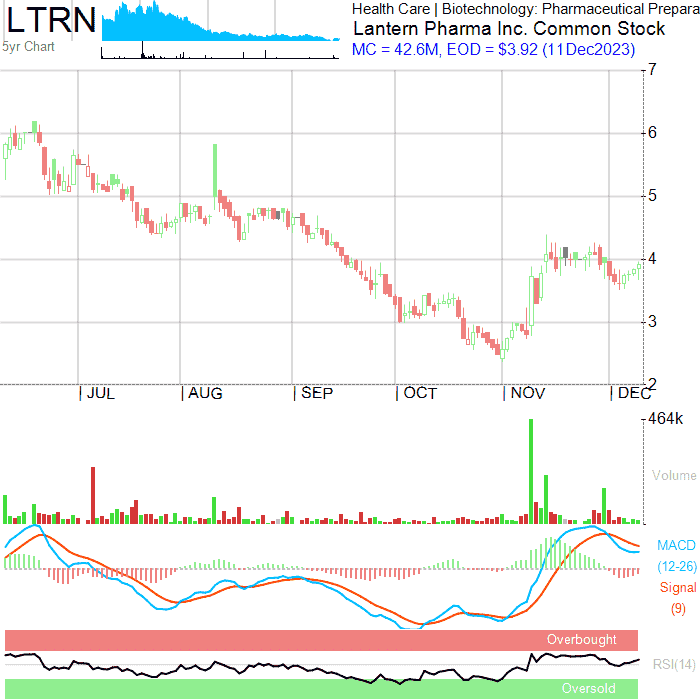 LTRN
5yr Chart
Health Care | Biotechnology: Pharmaceutical Prepara
Lantern Pharma Inc. Common Stock
MC = 42.6M, EOD = $3.92 (11Dec2023)
7
6
5
4
3
2
| JUL | AUG | SEP | OCT | NOV | DEC
464k
Volume
MACD
(12-26)
Signal
(9)
Overbought
RSI(14)
Oversold